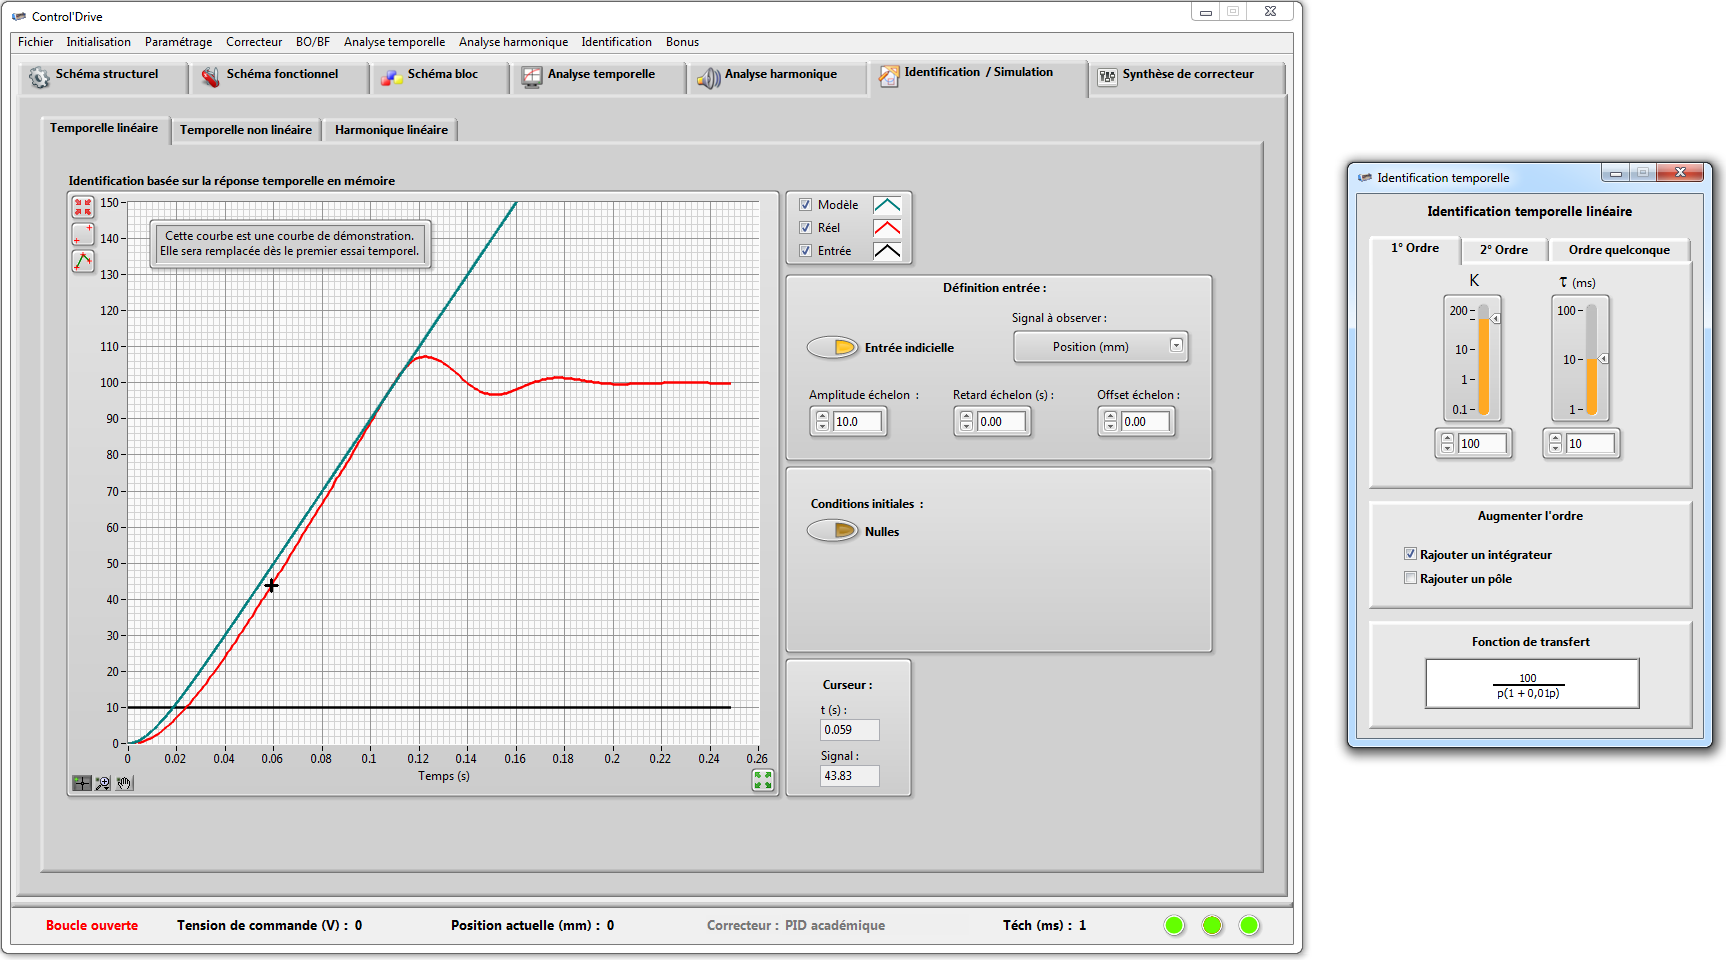 Control'Drive
Fichier Initialisation Paramétrage Correcteur BO/BF Analyse temporelle Analyse harmonique Identification Bonus
Schéma structurel Schéma fonctionnel Schéma bloc Analyse temporelle Analyse harmonique Identification / Simulation Synthèse de correcteur
Temporelle linéaire Temporelle non linéaire Harmonique linéaire
Identification basée sur la réponse temporelle en mémoire
150
140
130
120
110
100
90
80
70
60
50
40
30
20
10
0
Cette courbe est une courbe de démonstration.
Elle sera remplacée dès le premier essai temporel.
0 0.02 0.04 0.06 0.08 0.1 0.12 0.14 0.16 0.18 0.2 0.22 0.24 0.26
Temps (s)
Modèle
Réel
Entrée
Définition entrée :
Signal à observer :
Entrée indicielle
Position (mm)
Amplitude échelon : Retard échelon (s) : Offset échelon :
10.0 0.00 0.00
Conditions initiales :
Nulles
Curseur :
t (s) :
0.059
Signal :
43.83
Boucle ouverte Tension de commande (V) : 0 Position actuelle (mm) : 0 Correcteur : PID académique Téch (ms) : 1
Identification temporelle
Identification temporelle linéaire
1° Ordre 2° Ordre Ordre quelconque
K τ (ms)
200 100
10 10
1
0.1 1
100 10
Augmenter l'ordre
Rajouter un intégrateur
Rajouter un pôle
Fonction de transfert
100
p(1 + 0,01p)